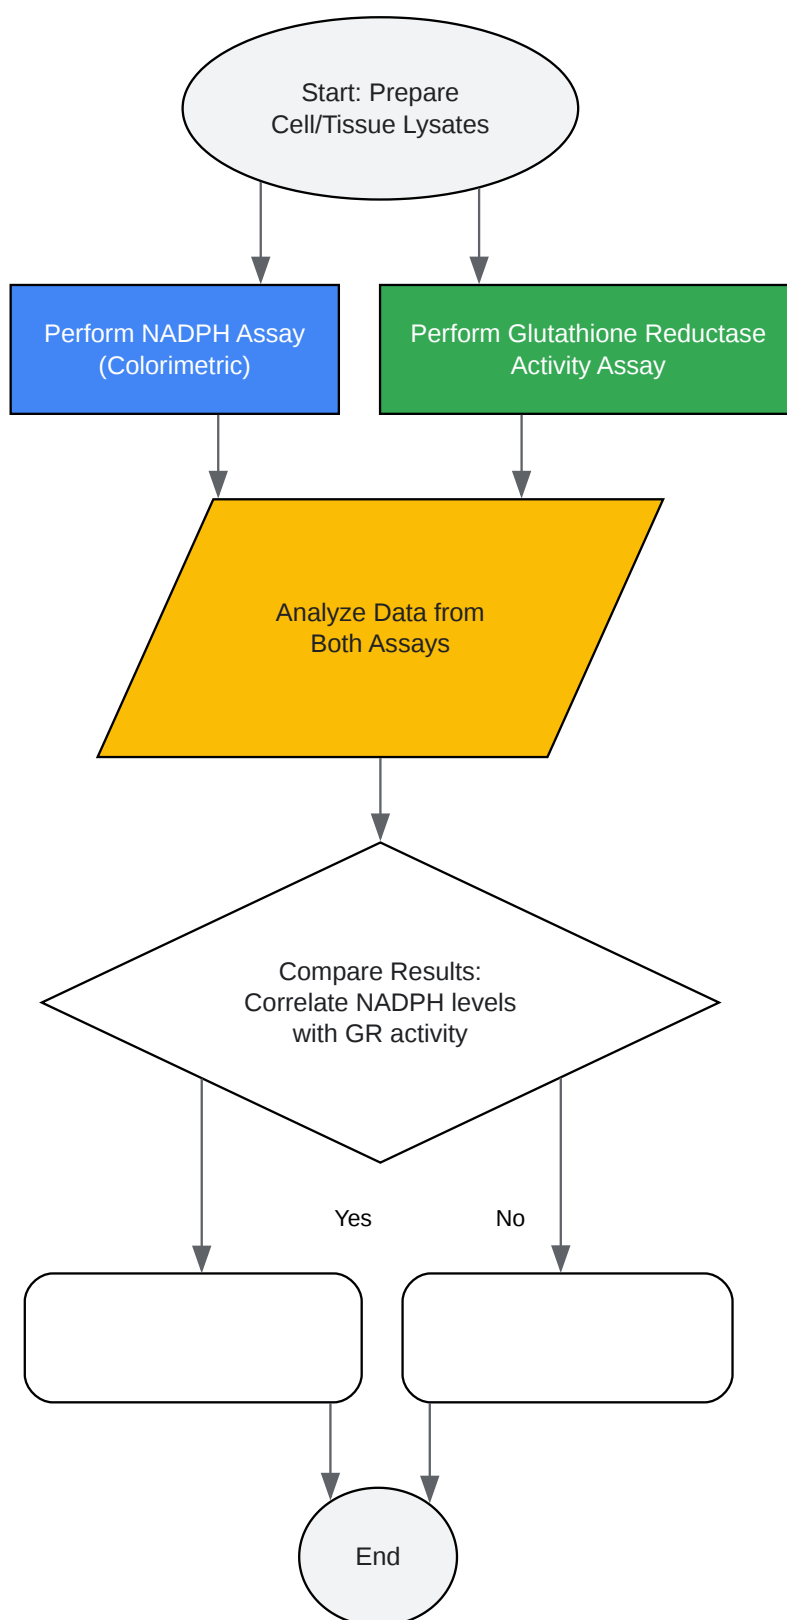 Start: Prepare
Cell/Tissue Lysates
Perform NADPH Assay
(Colorimetric)
Perform Glutathione Reductase
Activity Assay
Analyze Data from
Both Assays
Compare Results:
Correlate NADPH levels
with GR activity
Yes
No
End